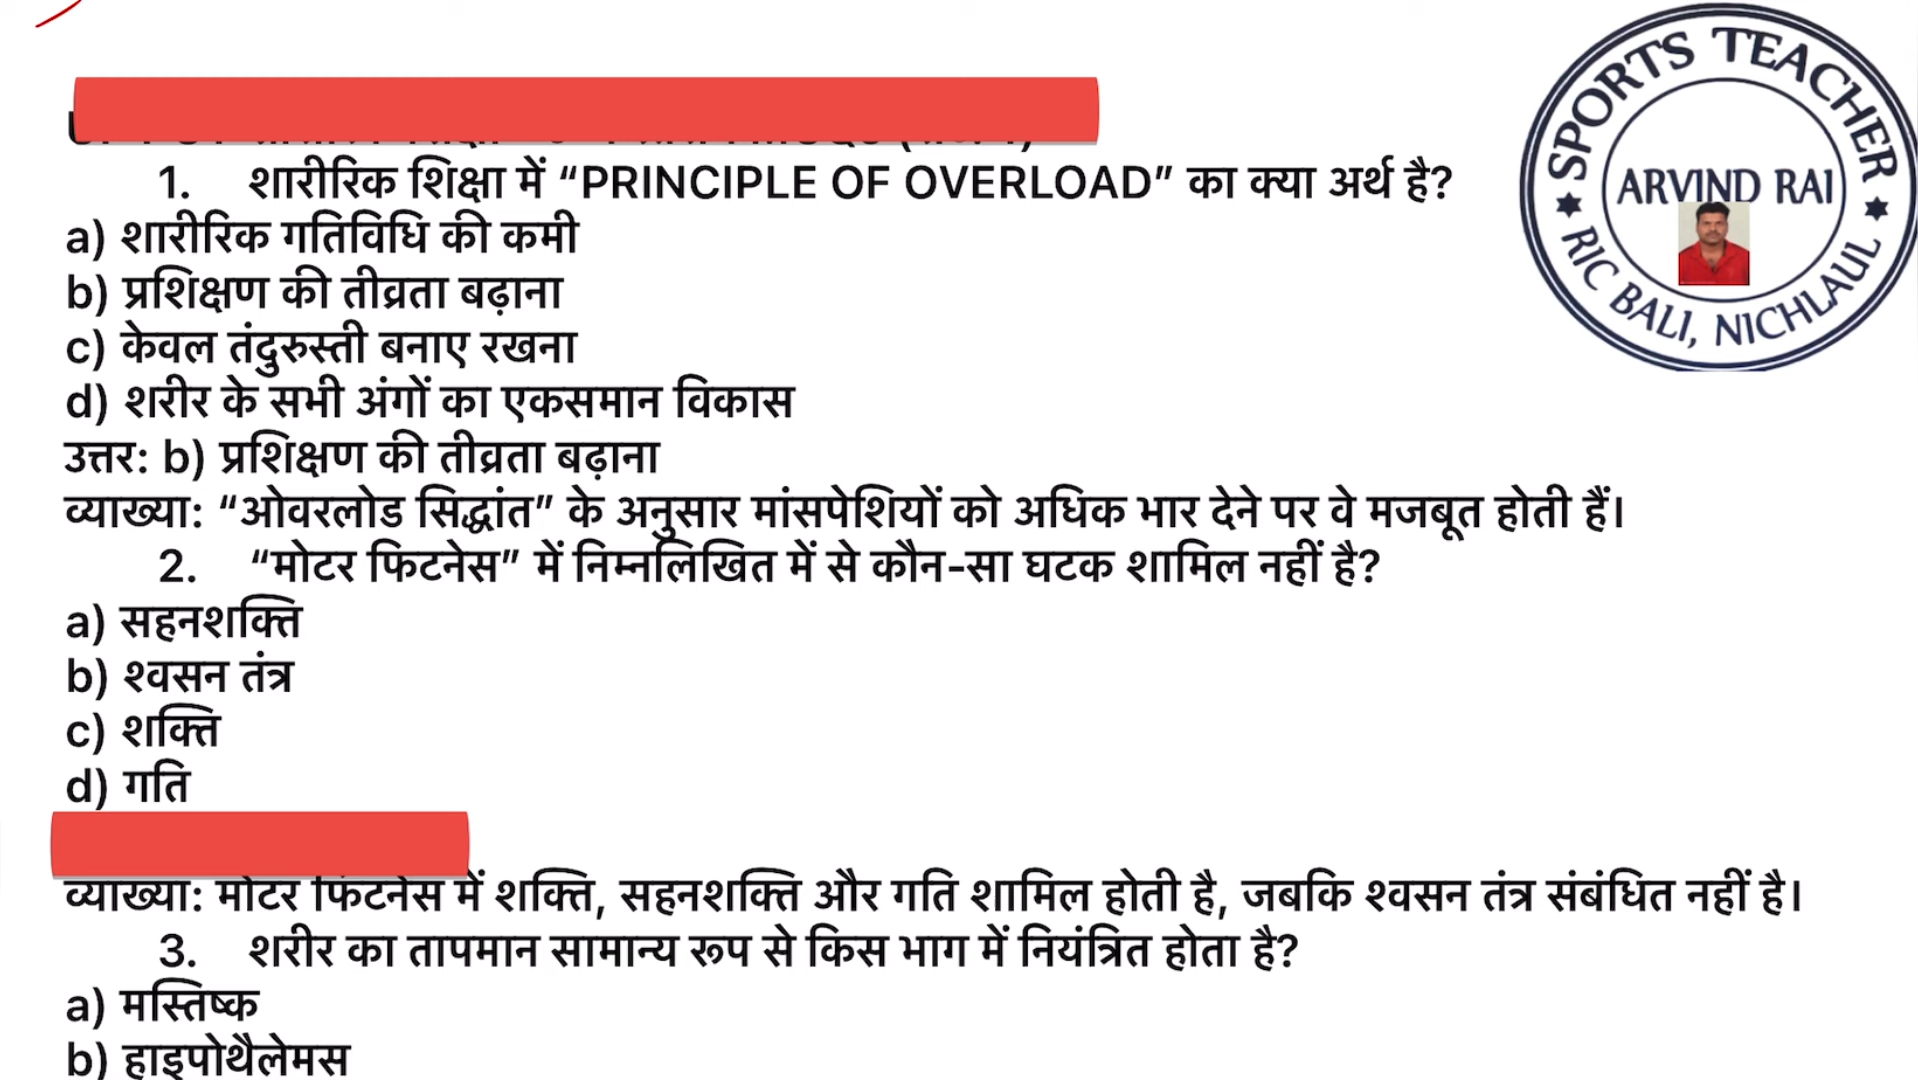 SPORTS TEACHER
ARVIND RAI
RIC BALI, NICHLAUL
1. शारीरिक शिक्षा में “PRINCIPLE OF OVERLOAD” का क्या अर्थ है?
a) शारीरिक गतिविधि की कमी
b) प्रशिक्षण की तीव्रता बढ़ाना
c) केवल तंदुरुस्ती बनाए रखना
d) शरीर के सभी अंगों का एकसमान विकास
उत्तर: b) प्रशिक्षण की तीव्रता बढ़ाना
व्याख्या: “ओवरलोड सिद्धांत” के अनुसार मांसपेशियों को अधिक भार देने पर वे मजबूत होती हैं।
2. “मोटर फिटनेस” में निम्नलिखित में से कौन-सा घटक शामिल नहीं है?
a) सहनशक्ति
b) श्वसन तंत्र
c) शक्ति
d) गति
व्याख्या: मोटर फिटनेस में शक्ति, सहनशक्ति और गति शामिल होती है, जबकि श्वसन तंत्र संबंधित नहीं है।
3. शरीर का तापमान सामान्य रूप से किस भाग में नियंत्रित होता है?
a) मस्तिष्क
b) हाइपोथैलेमस